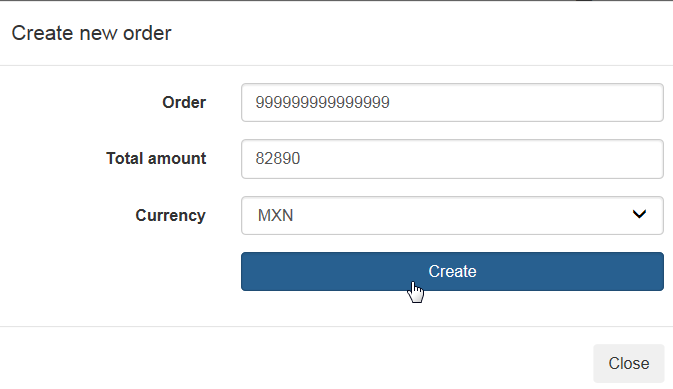 Create new order
Order 999999999999999
Total amount 82890
Currency MXN
Create
Close